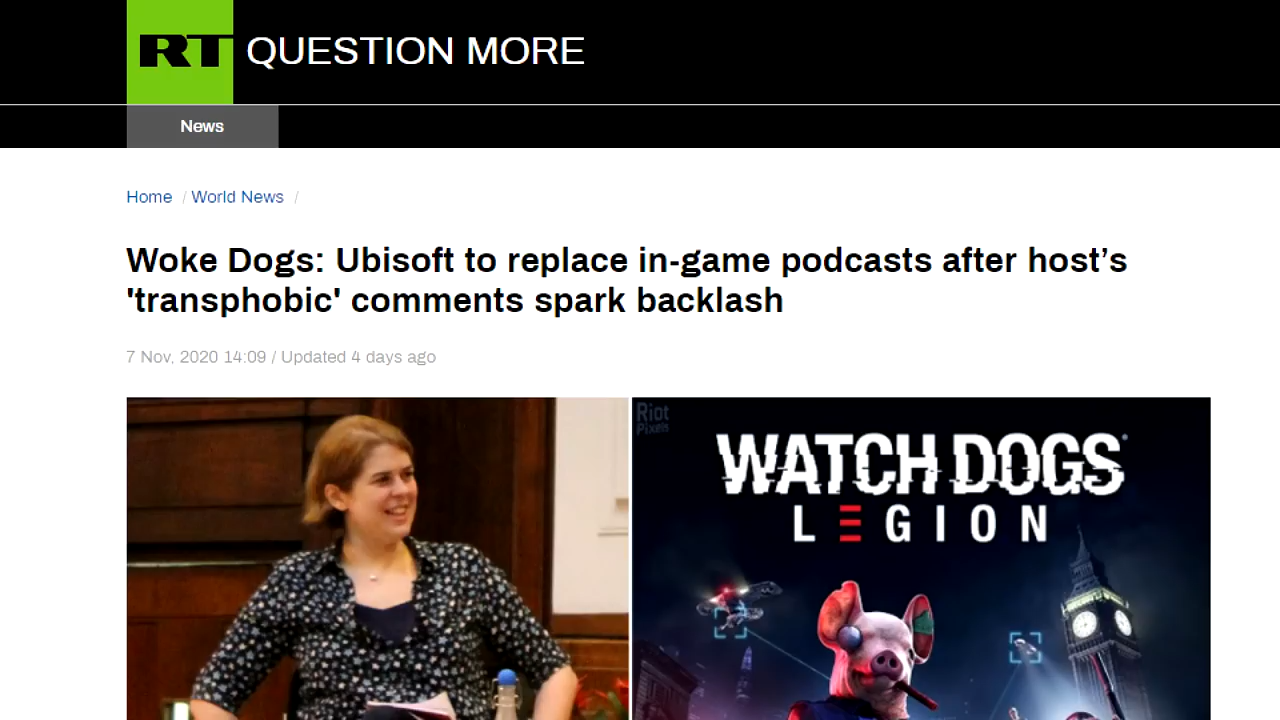 RT QUESTION MORE
News
Home / World News /
Woke Dogs: Ubisoft to replace in-game podcasts after host’s
'transphobic' comments spark backlash
7 Nov, 2020 14:09 / Updated 4 days ago
Riot
Pixels
WATCH DOGS
LEGION